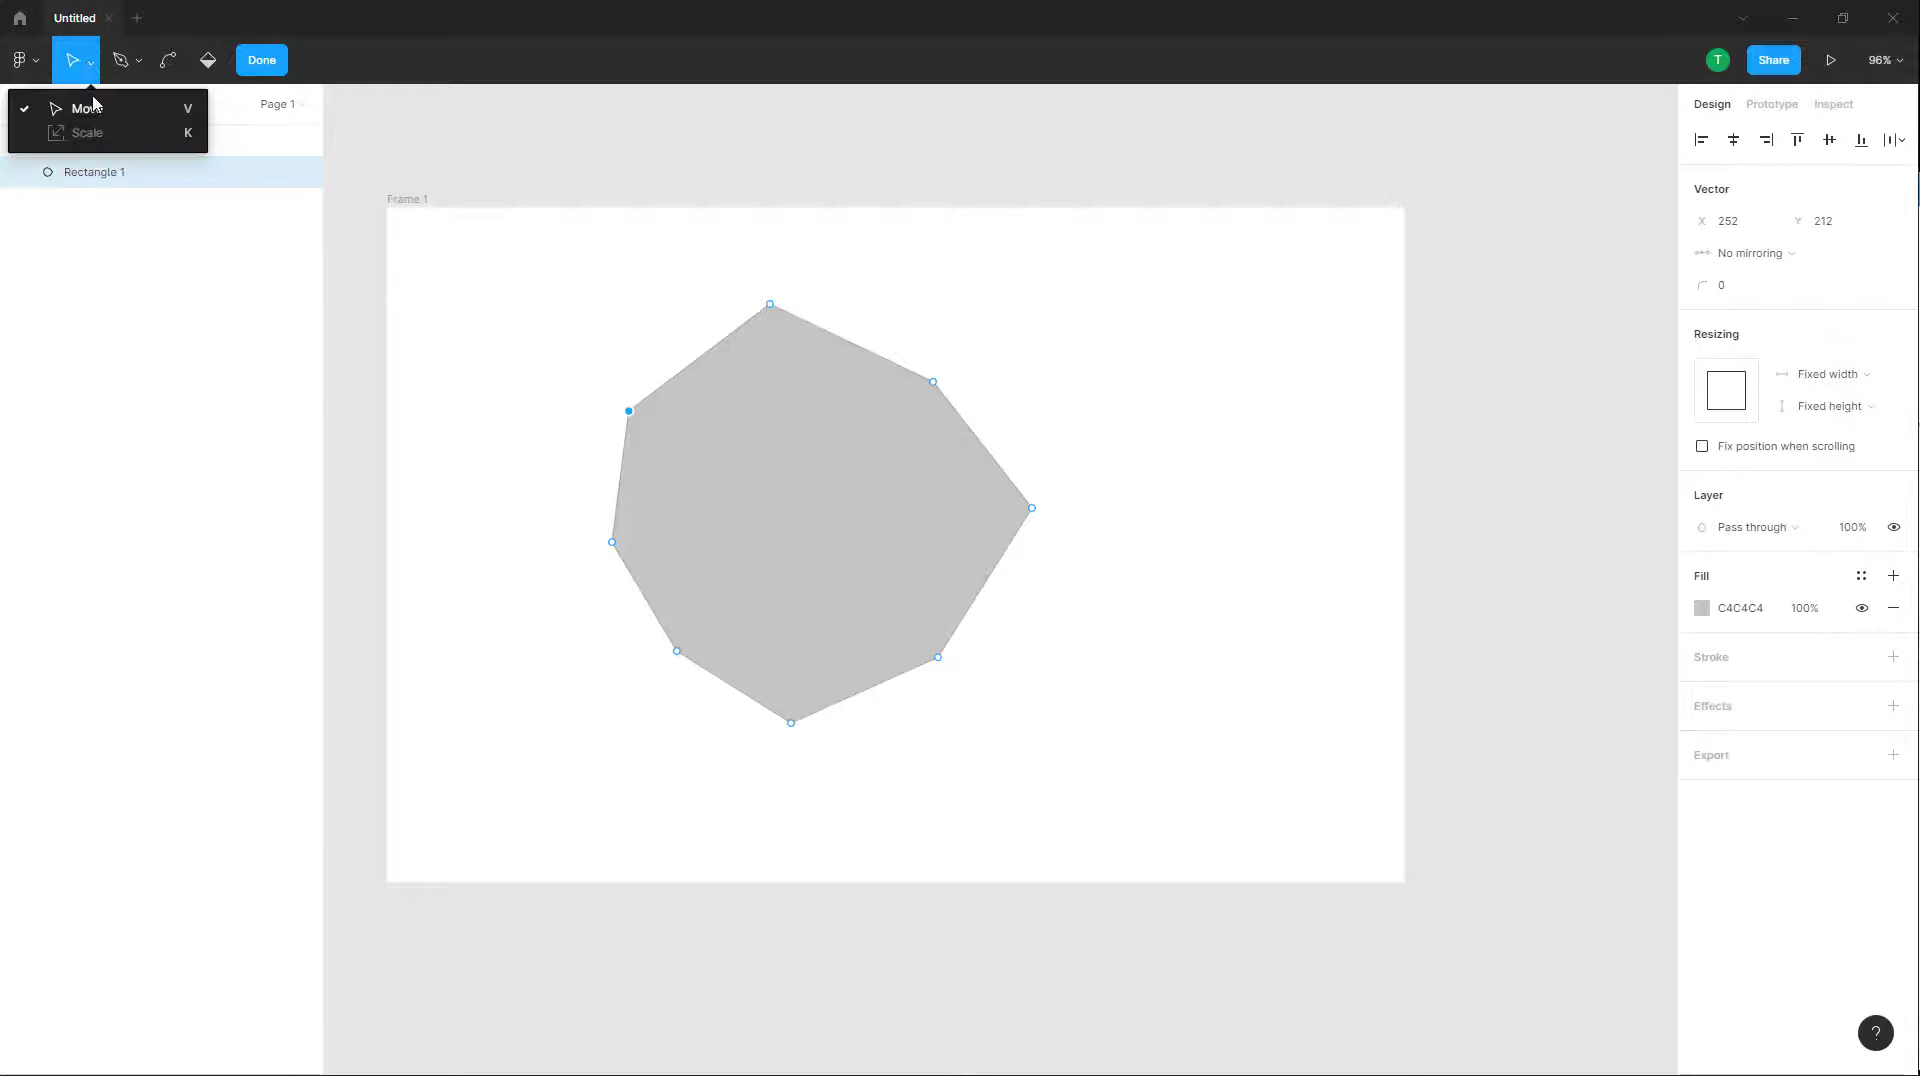 Untitled
Done
T
Share
96%
Move V
Scale K
Page 1
Rectangle 1
Frame 1
Design Prototype Inspect
Vector
X 252 Y 212
No mirroring
0
Resizing
Fixed width
Fixed height
Fix position when scrolling
Layer
Pass through 100%
Fill
C4C4C4 100%
Stroke
Effects
Export
?